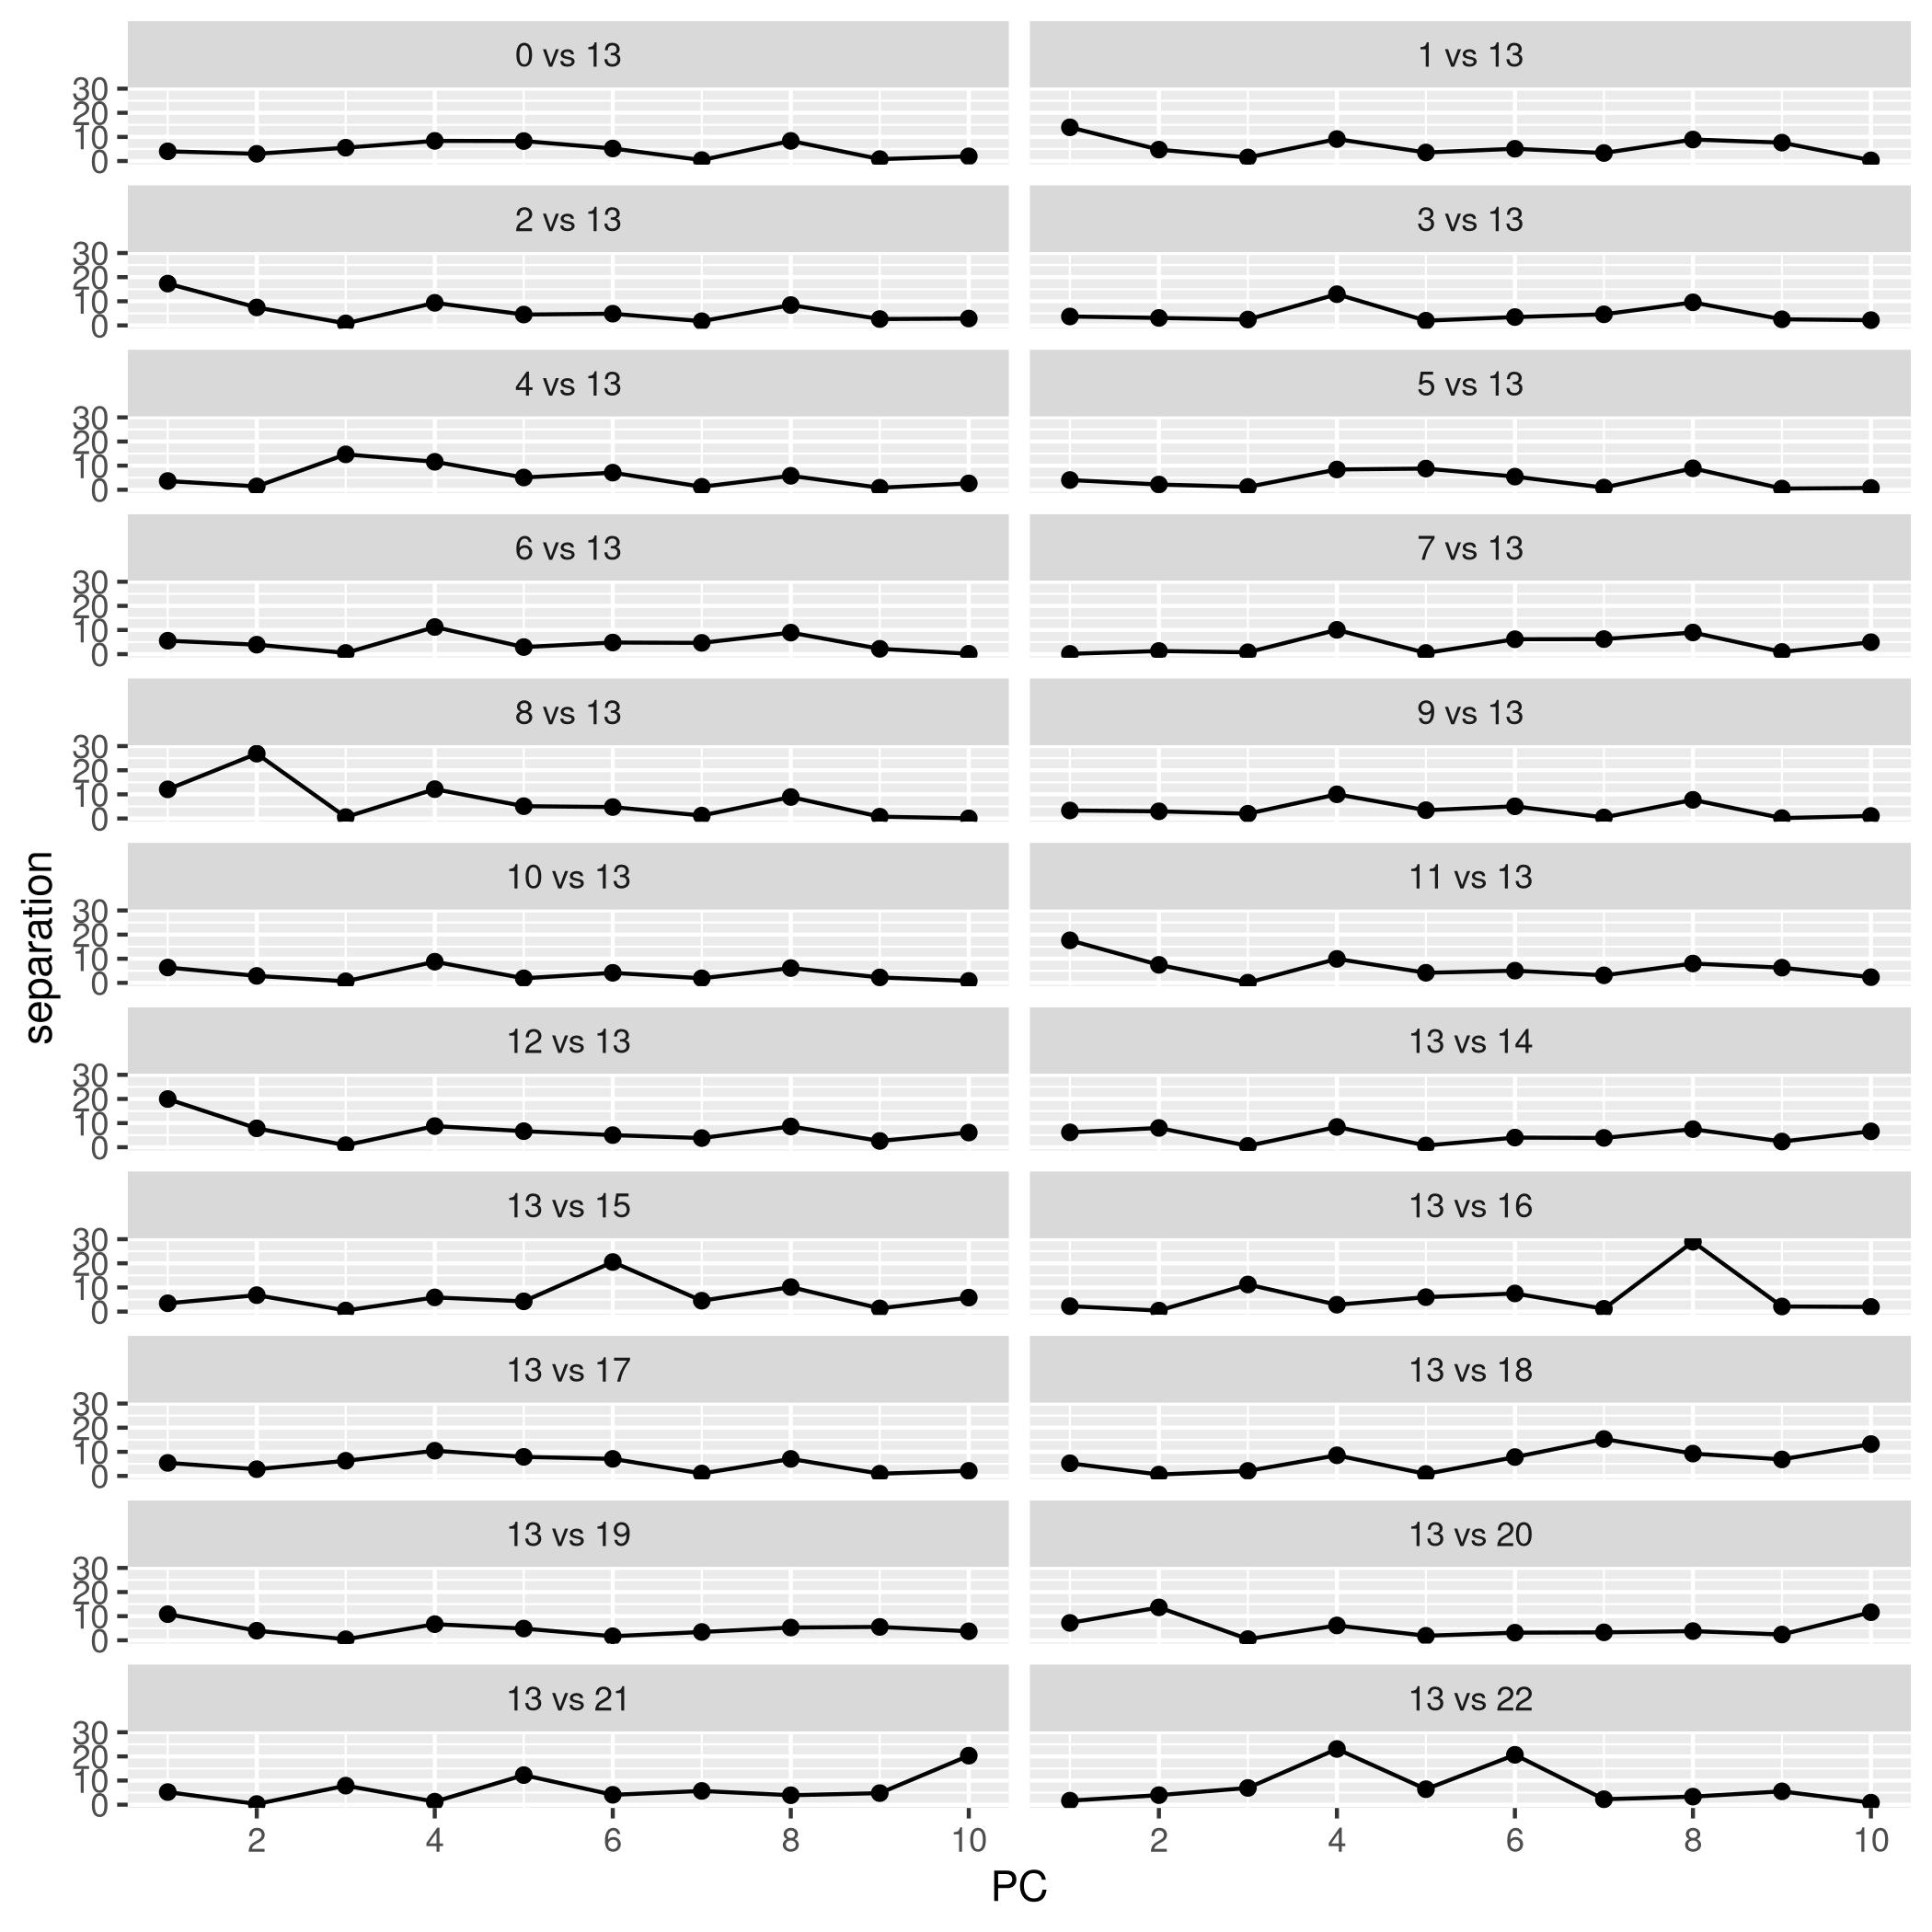 0 vs 13
1 vs 13
30
20
10
0
2 vs 13
3 vs 13
30
20
10
0
4 vs 13
5 vs 13
30
20
10
0
6 vs 13
7 vs 13
30
20
10
0
8 vs 13
9 vs 13
30
20
10
0
separation
10 vs 13
11 vs 13
30
20
10
0
12 vs 13
13 vs 14
30
20
10
0
13 vs 15
13 vs 16
30
20
10
0
13 vs 17
13 vs 18
30
20
10
0
13 vs 19
13 vs 20
30
20
10
0
13 vs 21
13 vs 22
30
20
10
0
2 4 6 8 10
2 4 6 8 10
PC